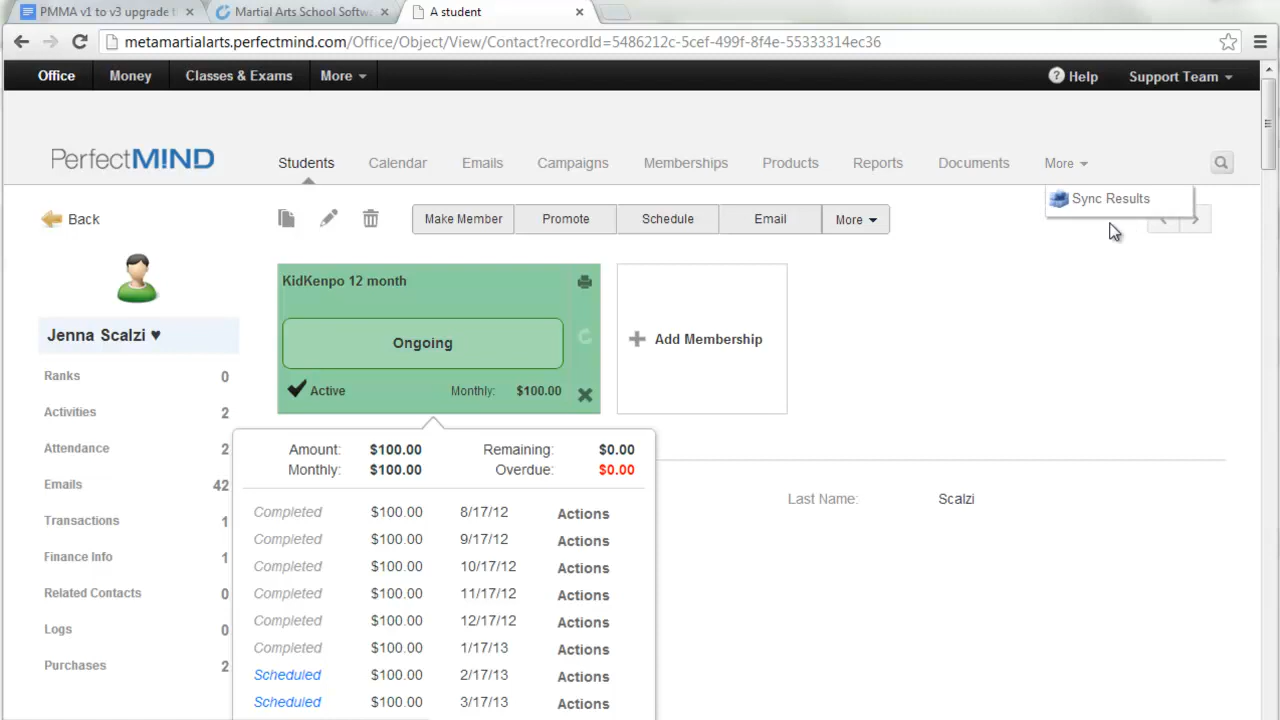 PMMA v1 to v3 upgrade
Martial Arts School Softw
A student
metamartialarts.perfectmind.com/Office/Object/View/Contact?recordId=5486212c-5cef-499f-8f4e-55333314ec36
Office Money Classes & Exams More Help Support Team
PerfectMIND Students Calendar Emails Campaigns Memberships Products Reports Documents More
Sync Results
Back Make Member Promote Schedule Email More
KidKenpo 12 month
Ongoing
Active Monthly: $100.00
Add Membership
Jenna Scalzi ♥
Ranks 0
Activities 2
Attendance 2
Emails 42
Transactions 1
Finance Info 1
Related Contacts 0
Logs 0
Purchases 2
Amount: $100.00 Remaining: $0.00
Monthly: $100.00 Overdue: $0.00
Completed $100.00 8/17/12 Actions
Completed $100.00 9/17/12 Actions
Completed $100.00 10/17/12 Actions
Completed $100.00 11/17/12 Actions
Completed $100.00 12/17/12 Actions
Completed $100.00 1/17/13 Actions
Scheduled $100.00 2/17/13 Actions
Scheduled $100.00 3/17/13 Actions
Last Name: Scalzi